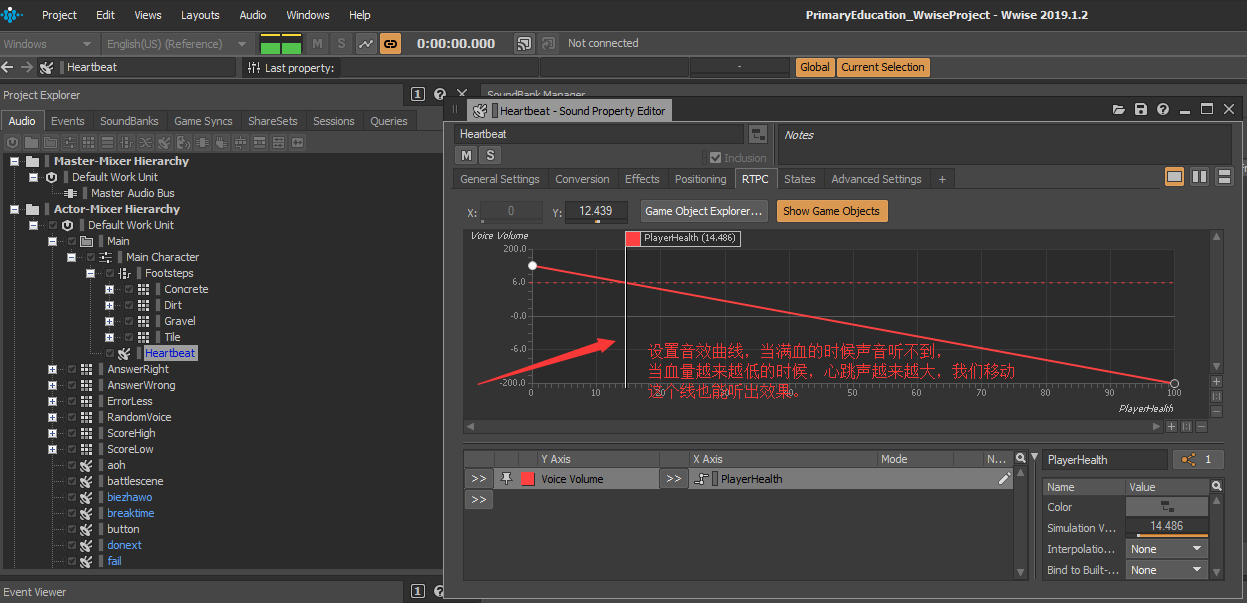 Project Edit Views Layouts Audio Windows Help
PrimaryEducation_WwiseProject - Wwise 2019.1.2
Windows English(US) (Reference) M S 0:00:00.000 Not connected
Heartbeat Last property: - Global Current Selection
Project Explorer 1
SoundBank Manager
Audio Events SoundBanks Game Syncs ShareSets Sessions Queries
Master-Mixer Hierarchy
Default Work Unit
Master Audio Bus
Actor-Mixer Hierarchy
Default Work Unit
Main
Main Character
Footsteps
Concrete
Dirt
Gravel
Tile
Heartbeat
AnswerRight
AnswerWrong
ErrorLess
RandomVoice
ScoreHigh
ScoreLow
aoh
battlescene
biezhawo
breaktime
button
donext
fail
Event Viewer 1
Heartbeat - Sound Property Editor
Heartbeat
Notes
M S Inclusion
General Settings Conversion Effects Positioning RTPC States Advanced Settings +
X: 0 Y: 12.439 Game Object Explorer... Show Game Objects
Voice Volume
PlayerHealth (14.486)
200.0
6.0
-0.0
-6.0
-200.0
设置音效曲线，当满血的时候声音听不到，
当血量越来越低的时候，心跳声越来越大，我们移动
这个线也能听出效果。
0 10 20 30 40 50 60 70 80 90 100
PlayerHealth
Y Axis X Axis Mode N...
>> Voice Volume >> PlayerHealth
>>
PlayerHealth 1
Name Value
Color
Simulation V... 14.486
Interpolatio... None
Bind to Built-... None